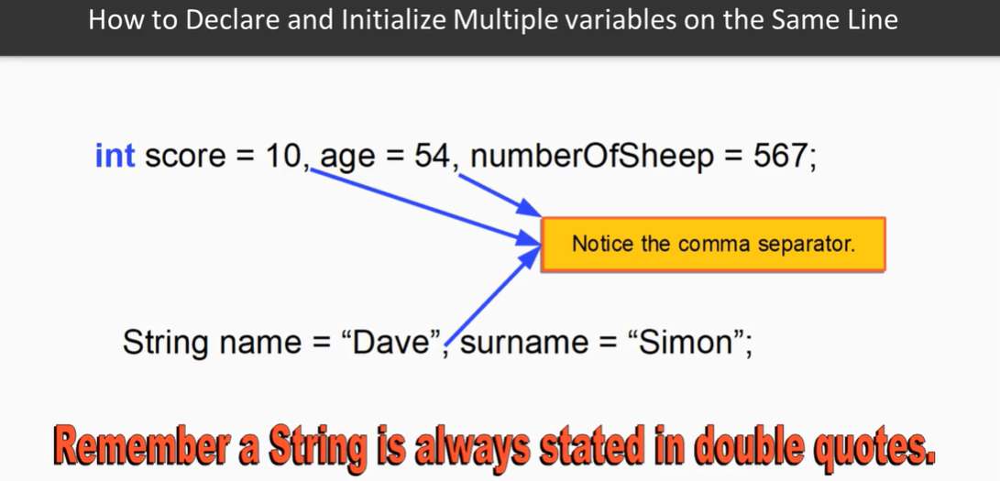 How to Declare and Initialize Multiple variables on the Same Line
int score = 10, age = 54, numberOfSheep = 567;
Notice the comma separator.
String name = “Dave”, surname = “Simon”;
Remember a String is always stated in double quotes.